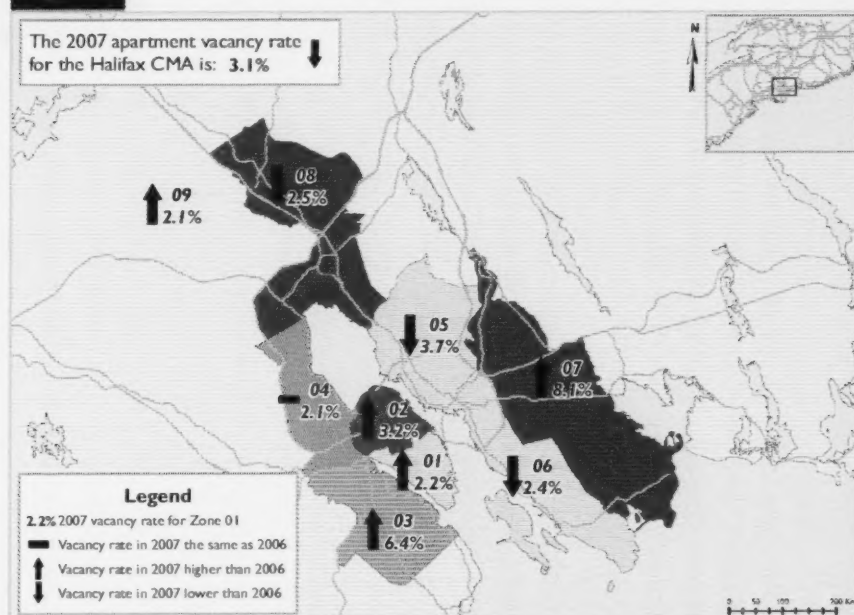 The 2007 apartment vacancy rate
for the Halifax CMA is: 3.1%
N
08
2.5%
09
2.1%
05
3.7%
07
8.1%
04
2.1%
02
3.2%
01
2.2%
06
2.4%
03
6.4%
Legend
2.2% 2007 vacancy rate for Zone 01
Vacancy rate in 2007 the same as 2006
Vacancy rate in 2007 higher than 2006
Vacancy rate in 2007 lower than 2006
0 50 100